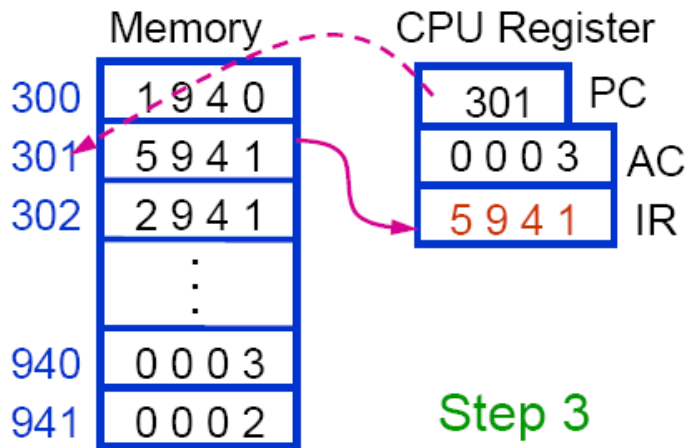 Memory CPU Register
300 1 9 4 0 301 PC
301 5 9 4 1 0 0 0 3 AC
302 2 9 4 1 5 9 4 1 IR
940 0 0 0 3
941 0 0 0 2 Step 3